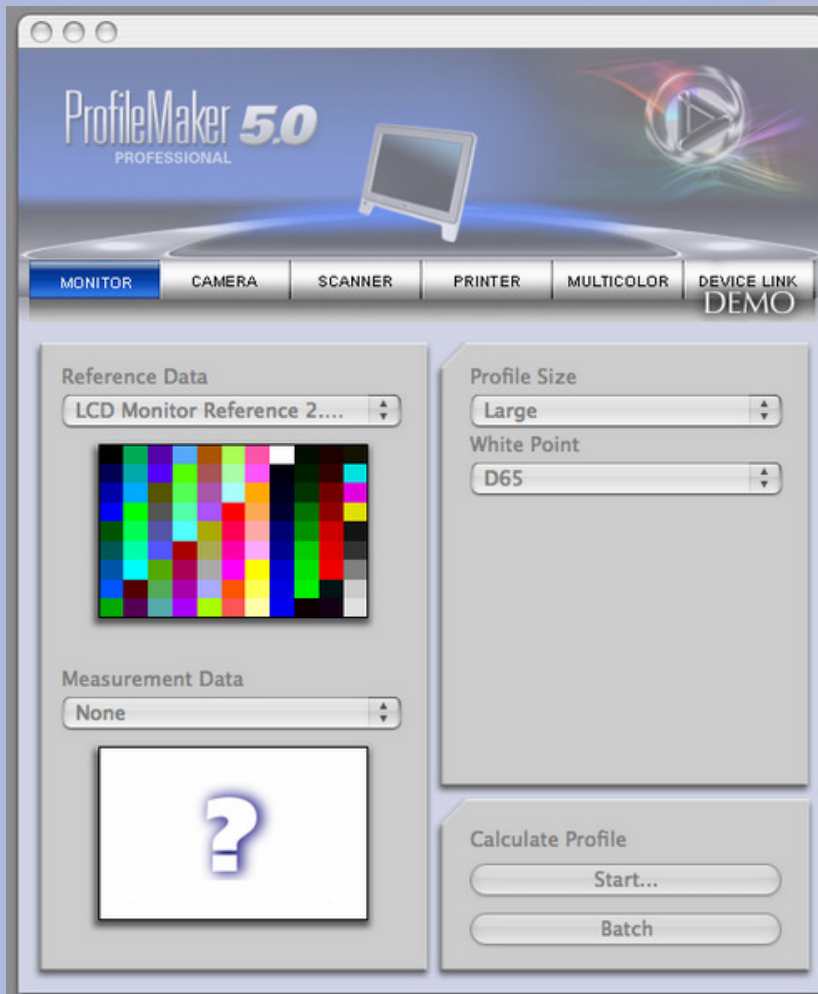 ProfileMaker 5.0
PROFESSIONAL
MONITOR CAMERA SCANNER PRINTER MULTICOLOR DEVICE LINK
DEMO
Reference Data
LCD Monitor Reference 2....
Measurement Data
None
?
Profile Size
Large
White Point
D65
Calculate Profile
Start...
Batch